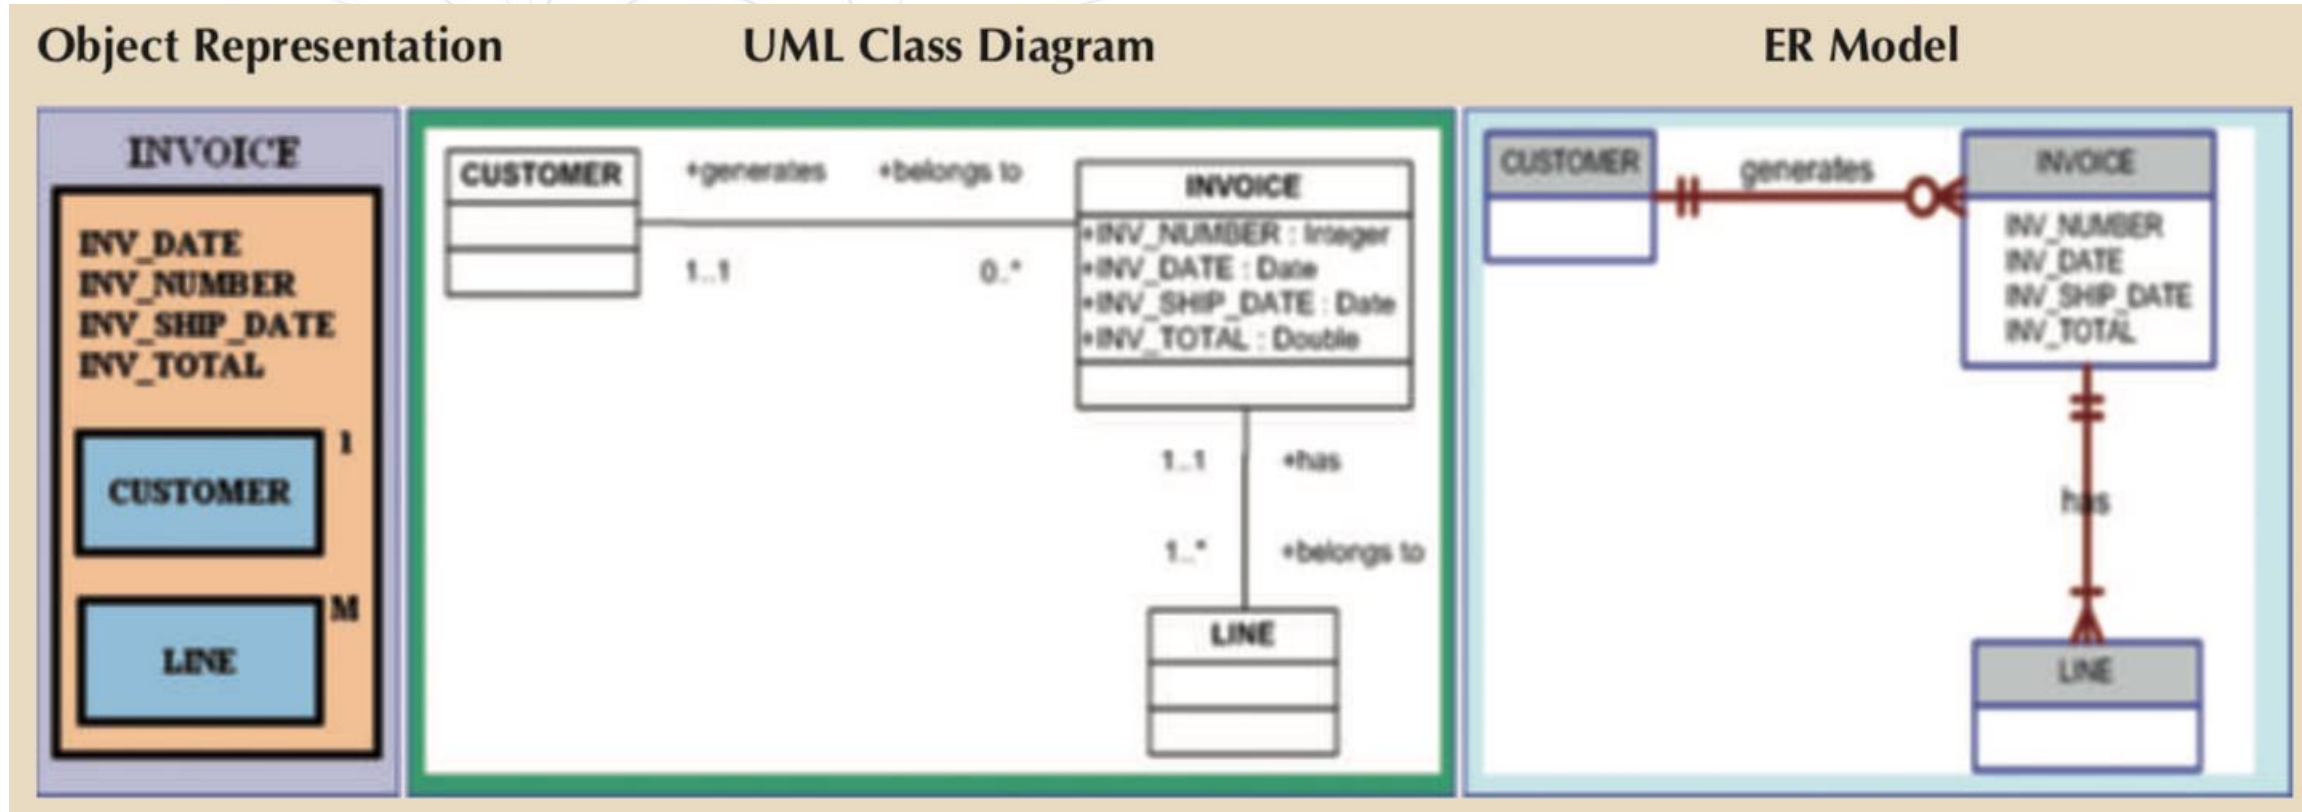 Object Representation
UML Class Diagram
ER Model
INVOICE
INV_DATE
INV_NUMBER
INV_SHIP_DATE
INV_TOTAL
1
CUSTOMER
M
LINE
CUSTOMER
+generates
+belongs to
1..1
0..*
INVOICE
+INV_NUMBER : Integer
+INV_DATE : Date
+INV_SHIP_DATE : Date
+INV_TOTAL : Double
1..1
+has
1..*
+belongs to
LINE
CUSTOMER
generates
INVOICE
INV_NUMBER
INV_DATE
INV_SHIP_DATE
INV_TOTAL
has
LINE